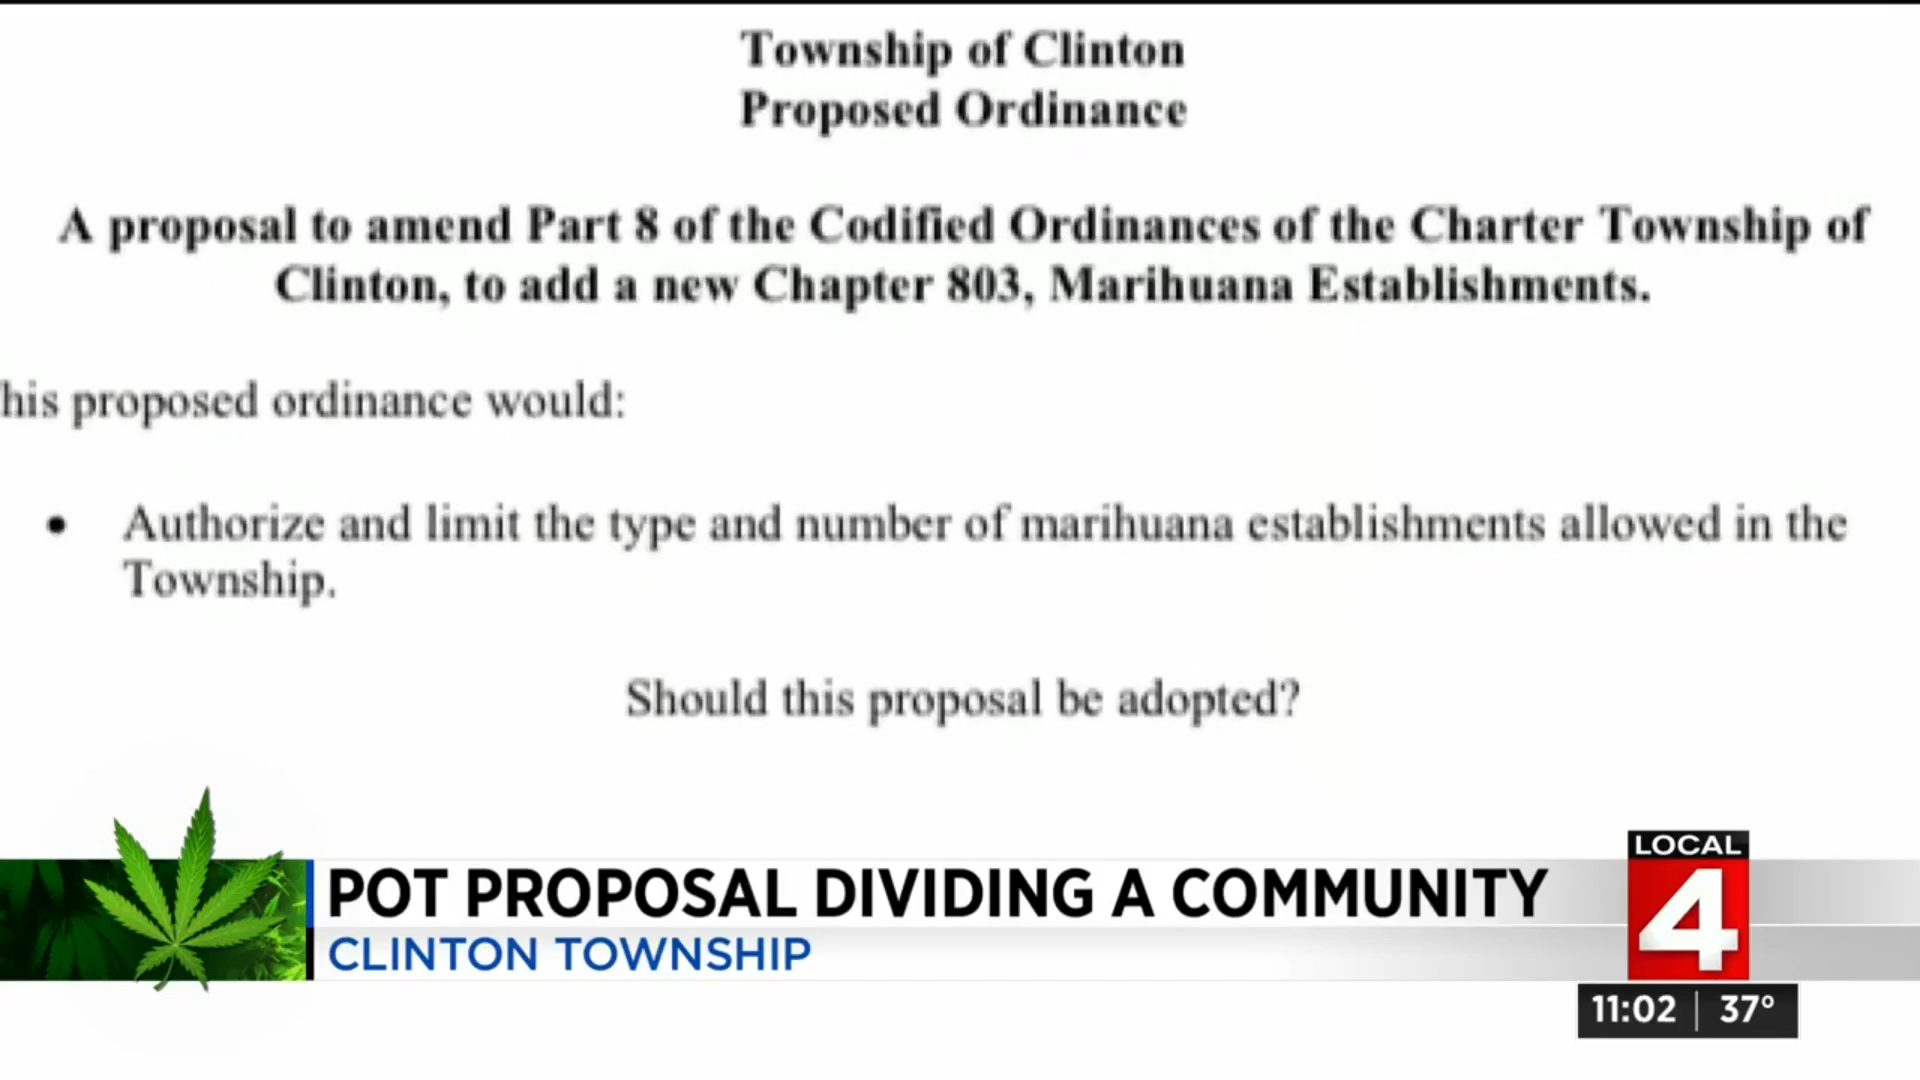 Township of Clinton
Proposed Ordinance
A proposal to amend Part 8 of the Codified Ordinances of the Charter Township of
Clinton, to add a new Chapter 803, Marihuana Establishments.
his proposed ordinance would:
• Authorize and limit the type and number of marihuana establishments allowed in the
Township.
Should this proposal be adopted?
POT PROPOSAL DIVIDING A COMMUNITY
CLINTON TOWNSHIP
LOCAL
4
11:02 | 37°